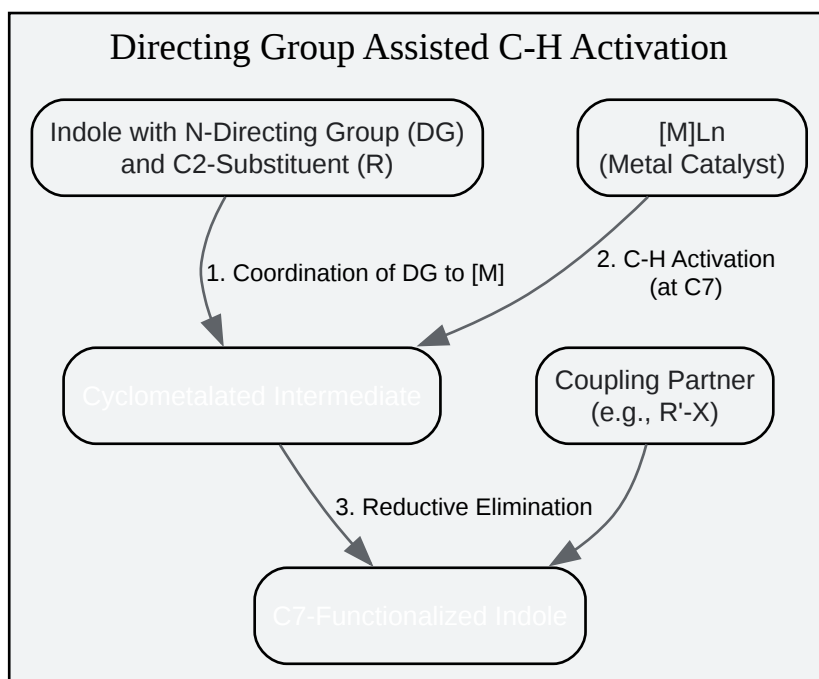 Directing Group Assisted C-H Activation
Indole with N-Directing Group (DG)
and C2-Substituent (R)
[M]Ln
(Metal Catalyst)
1. Coordination of DG to [M]
2. C-H Activation
(at C7)
Cyclometalated Intermediate
Coupling Partner
(e.g., R'-X)
3. Reductive Elimination
C7-Functionalized Indole